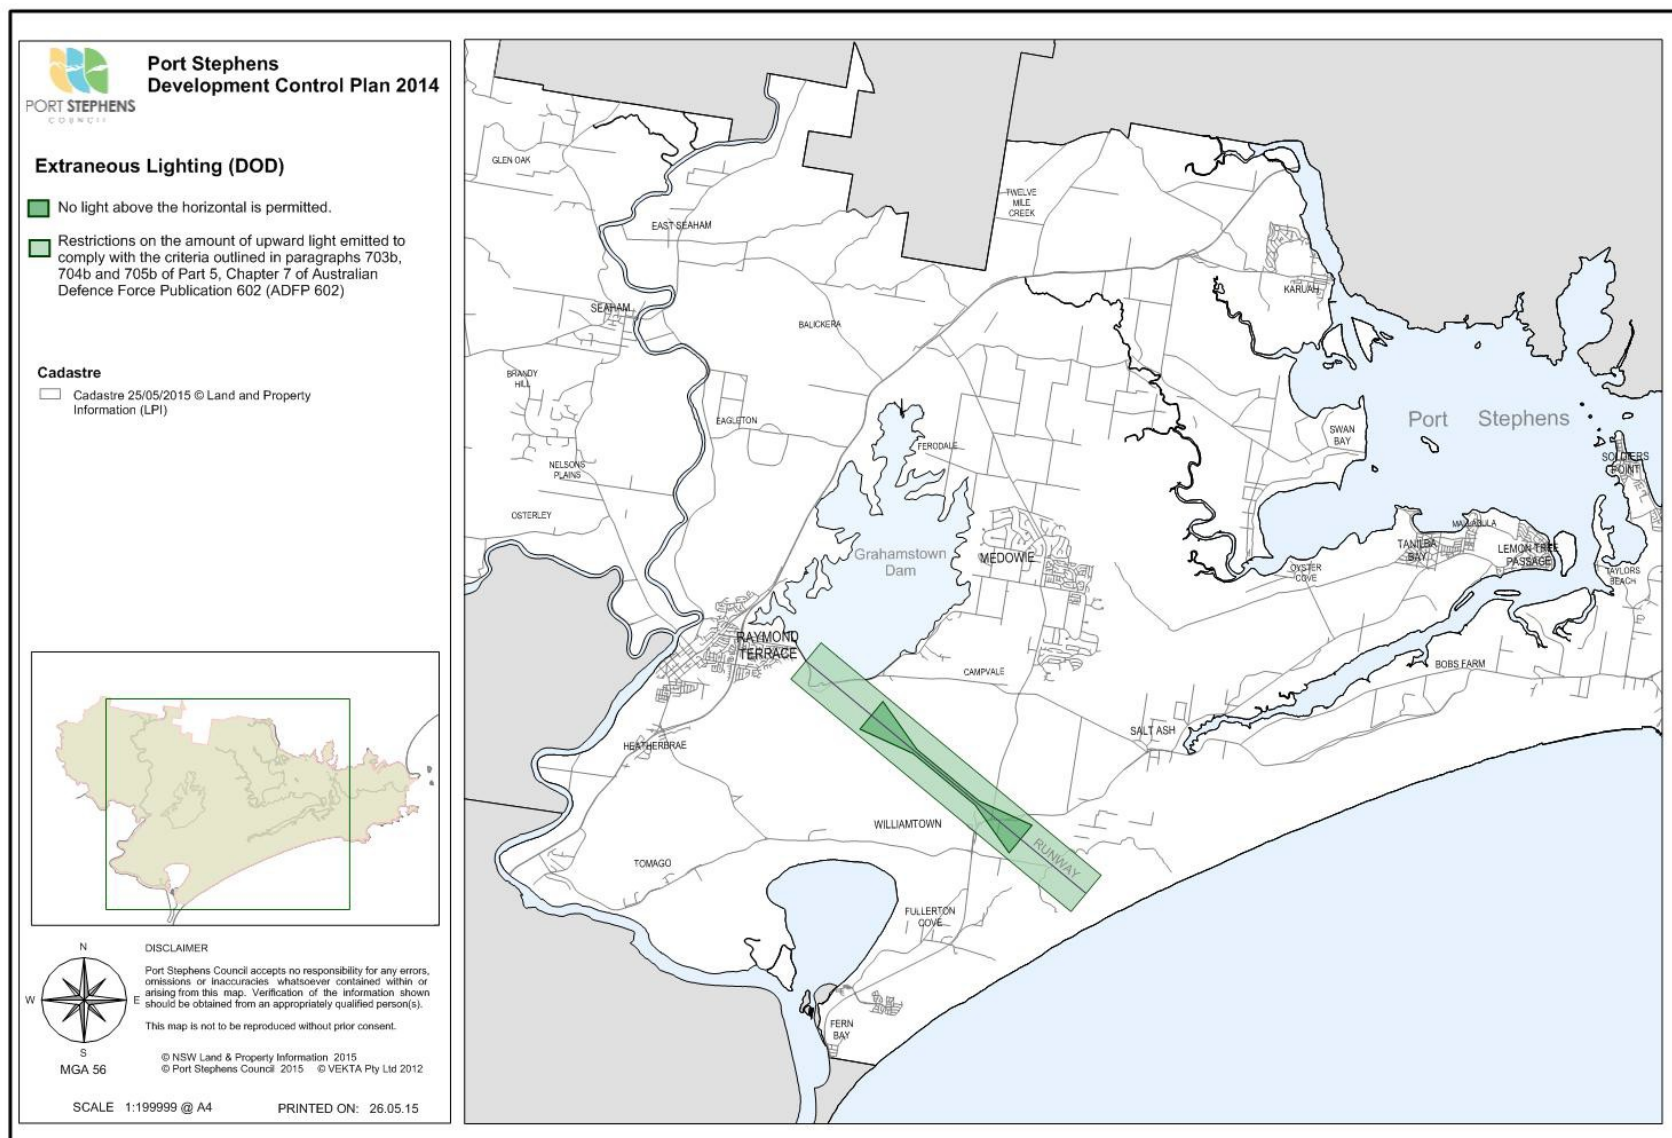 Port Stephens
Development Control Plan 2014
PORT STEPHENS
COUNCIL
Extraneous Lighting (DOD)
No light above the horizontal is permitted.
Restrictions on the amount of upward light emitted to
comply with the criteria outlined in paragraphs 703b,
704b and 705b of Part 5, Chapter 7 of Australian
Defence Force Publication 602 (ADFP 602)
Cadastre
Cadastre 25/05/2015 © Land and Property
Information (LPI)
N
W
E
S
MGA 56
DISCLAIMER
Port Stephens Council accepts no responsibility for any errors,
omissions or inaccuracies whatsoever contained within or
arising from this map. Verification of the information shown
should be obtained from an appropriately qualified person(s).
This map is not to be reproduced without prior consent.
© NSW Land & Property Information 2015
© Port Stephens Council 2015 © VEKTA Pty Ltd 2012
SCALE 1:199999 @ A4
PRINTED ON: 26.05.15
GLEN OAK
EAST SEAHAM
TWELVE
MILE
CREEK
KARUAH
SEAHAM
BALICKERA
BRANDY
HILL
EAGLETON
FERODALE
SWAN
BAY
Port Stephens
SOLDIERS
POINT
NELSONS
PLAINS
OSTERLEY
Grahamstown
Dam
MEDOWIE
MALLABULA
TANILBA
BAY
LEMON TREE
PASSAGE
OYSTER
COVE
TAYLORS
BEACH
RAYMOND
TERRACE
CAMPVALE
BOBS FARM
SALT ASH
HEATHERBRAE
WILLIAMTOWN
RUNWAY
TOMAGO
FULLERTON
COVE
FERN
BAY